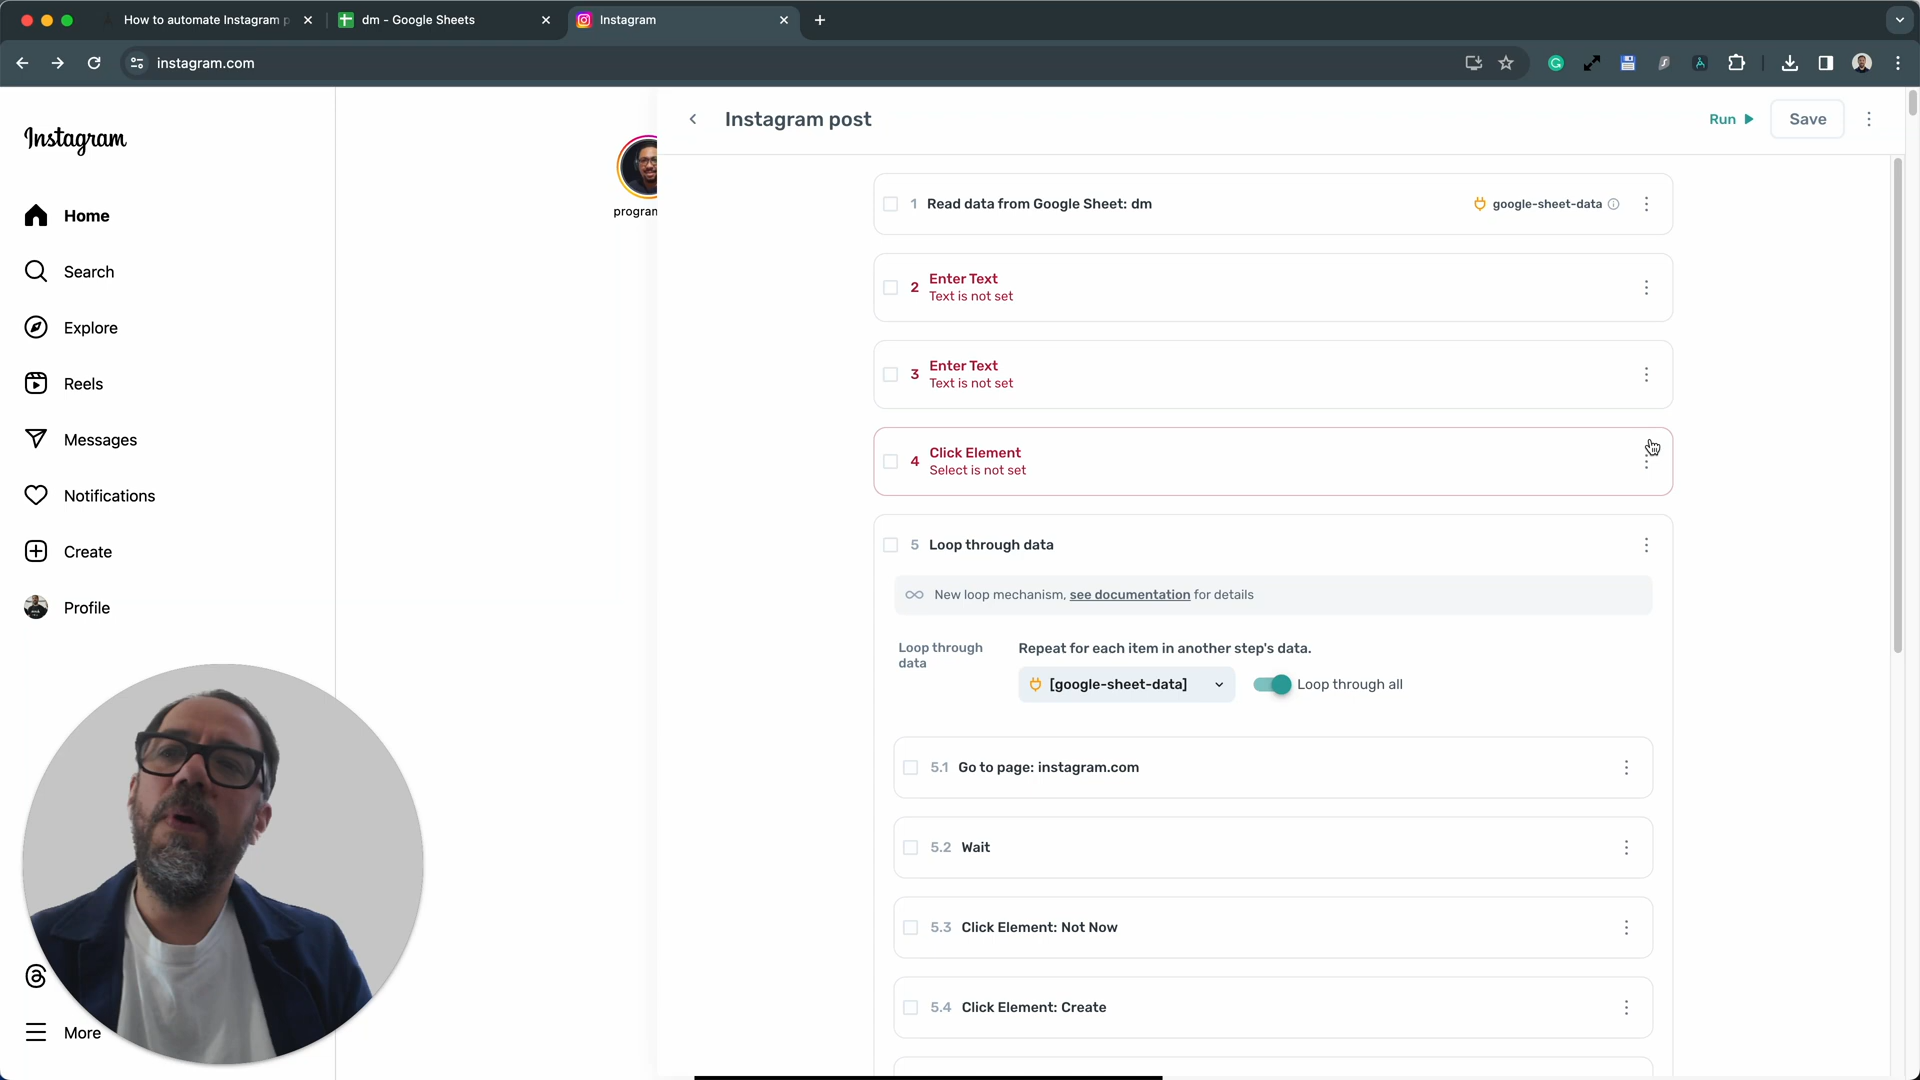 How to automate Instagram p
dm - Google Sheets
Instagram
instagram.com
Instagram
Home
Search
Explore
Reels
Messages
Notifications
Create
Profile
More
program
Instagram post
Run
Save
1 Read data from Google Sheet: dm
google-sheet-data
2 Enter Text
Text is not set
3 Enter Text
Text is not set
4 Click Element
Select is not set
5 Loop through data
New loop mechanism, see documentation for details
Loop through
data
Repeat for each item in another step's data.
[google-sheet-data]
Loop through all
5.1 Go to page: instagram.com
5.2 Wait
5.3 Click Element: Not Now
5.4 Click Element: Create